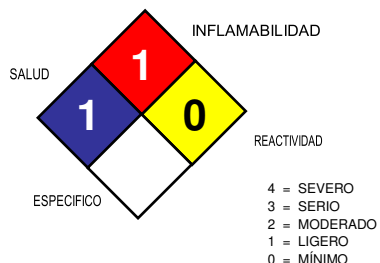 INFLAMABILIDAD
SALUD
1
1
0
REACTIVIDAD
ESPECIFICO
4 = SEVERO
3 = SERIO
2 = MODERADO
1 = LIGERO
0 = MÍNIMO